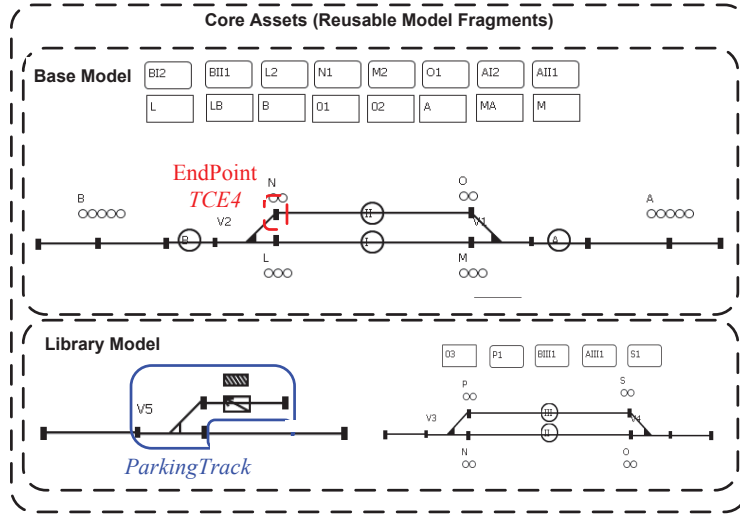 Core Assets (Reusable Model Fragments)
Base Model
BI2 BII1 L2 N1 M2 O1 AI2 AII1
L LB B 01 02 A MA M
EndPoint
TCE4
N O
B A
V2 II V1
B I A
L M
Library Model
03 P1 BIII1 AIII1 S1
P S
V5
V3 III V4
II
N O
ParkingTrack